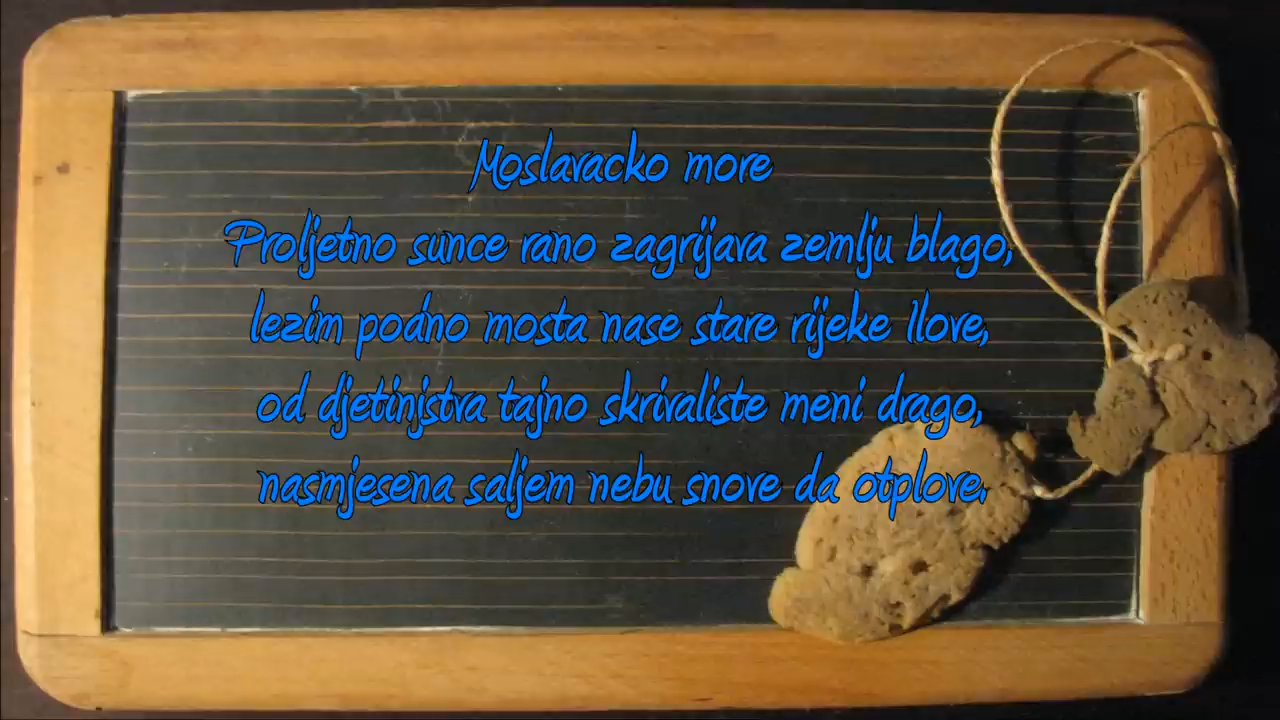 Moslavacko more
Proljetno sunce rano zagrijava zemlju blago,
lezim podno mosta nase stare rijeke Ilove,
od djetinjstva tajno skrivaliste meni drago,
nasmjesena saljem nebu snove da otplove.